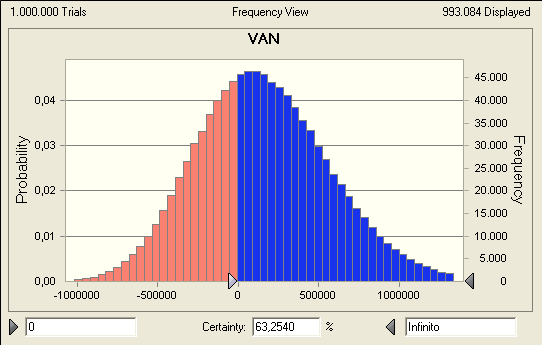 1.000.000 Trials Frequency View 993.084 Displayed
VAN
Probability
0,04
0,03
0,02
0,01
0,00
45.000
40.000
35.000
30.000
25.000
20.000
15.000
10.000
5.000
0
Frequency
-1000000 -500000 0 500000 1000000
0 Certainty: 63,2540 % Infinito